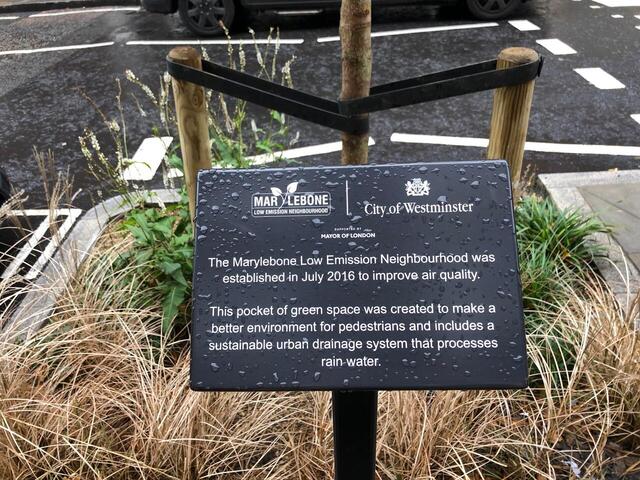 MARYLEBONE
LOW EMISSION NEIGHBOURHOOD
City of Westminster
SUPPORTED BY
MAYOR OF LONDON
The Marylebone Low Emission Neighbourhood was
established in July 2016 to improve air quality.
This pocket of green space was created to make a
better environment for pedestrians and includes a
sustainable urban drainage system that processes
rain water.